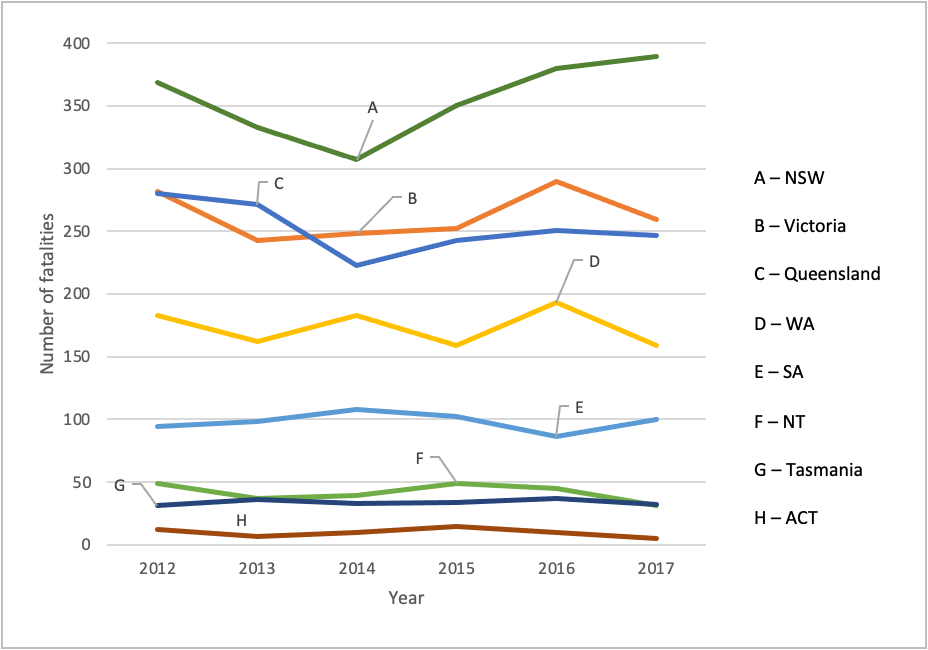 400
350
300
250
200
150
100
50
0
Number of fatalities
A
C
B
D
E
F
G
H
2012 2013 2014 2015 2016 2017
Year
A – NSW
B – Victoria
C – Queensland
D – WA
E – SA
F – NT
G – Tasmania
H – ACT